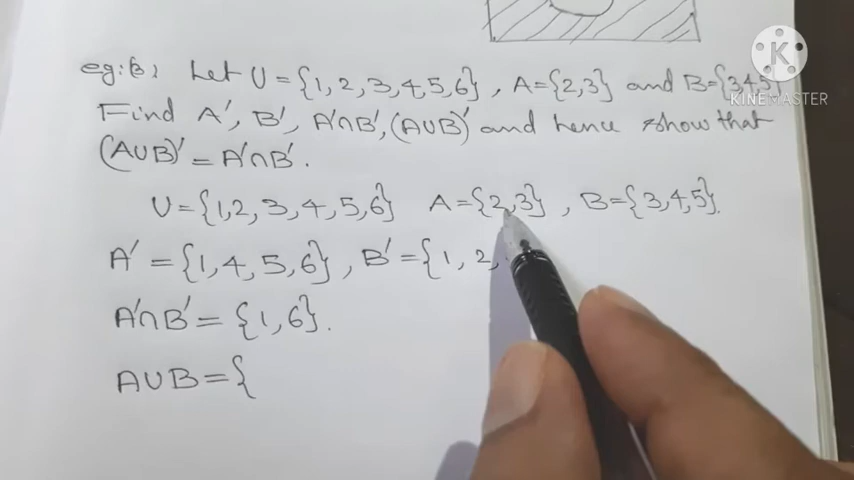 eg:(3) Let U={1, 2, 3, 4, 5, 6}, A={2,3} and B={3,4,5}
Find A', B', A'∩B', (A∪B)' and hence show that
(A∪B)' = A'∩B'.
U={1,2,3,4,5,6} A={2,3}, B={3,4,5}.
A' = {1,4,5,6}, B' = {1, 2,
A'∩B' = {1,6}.
A∪B = {
K
KINEMASTER